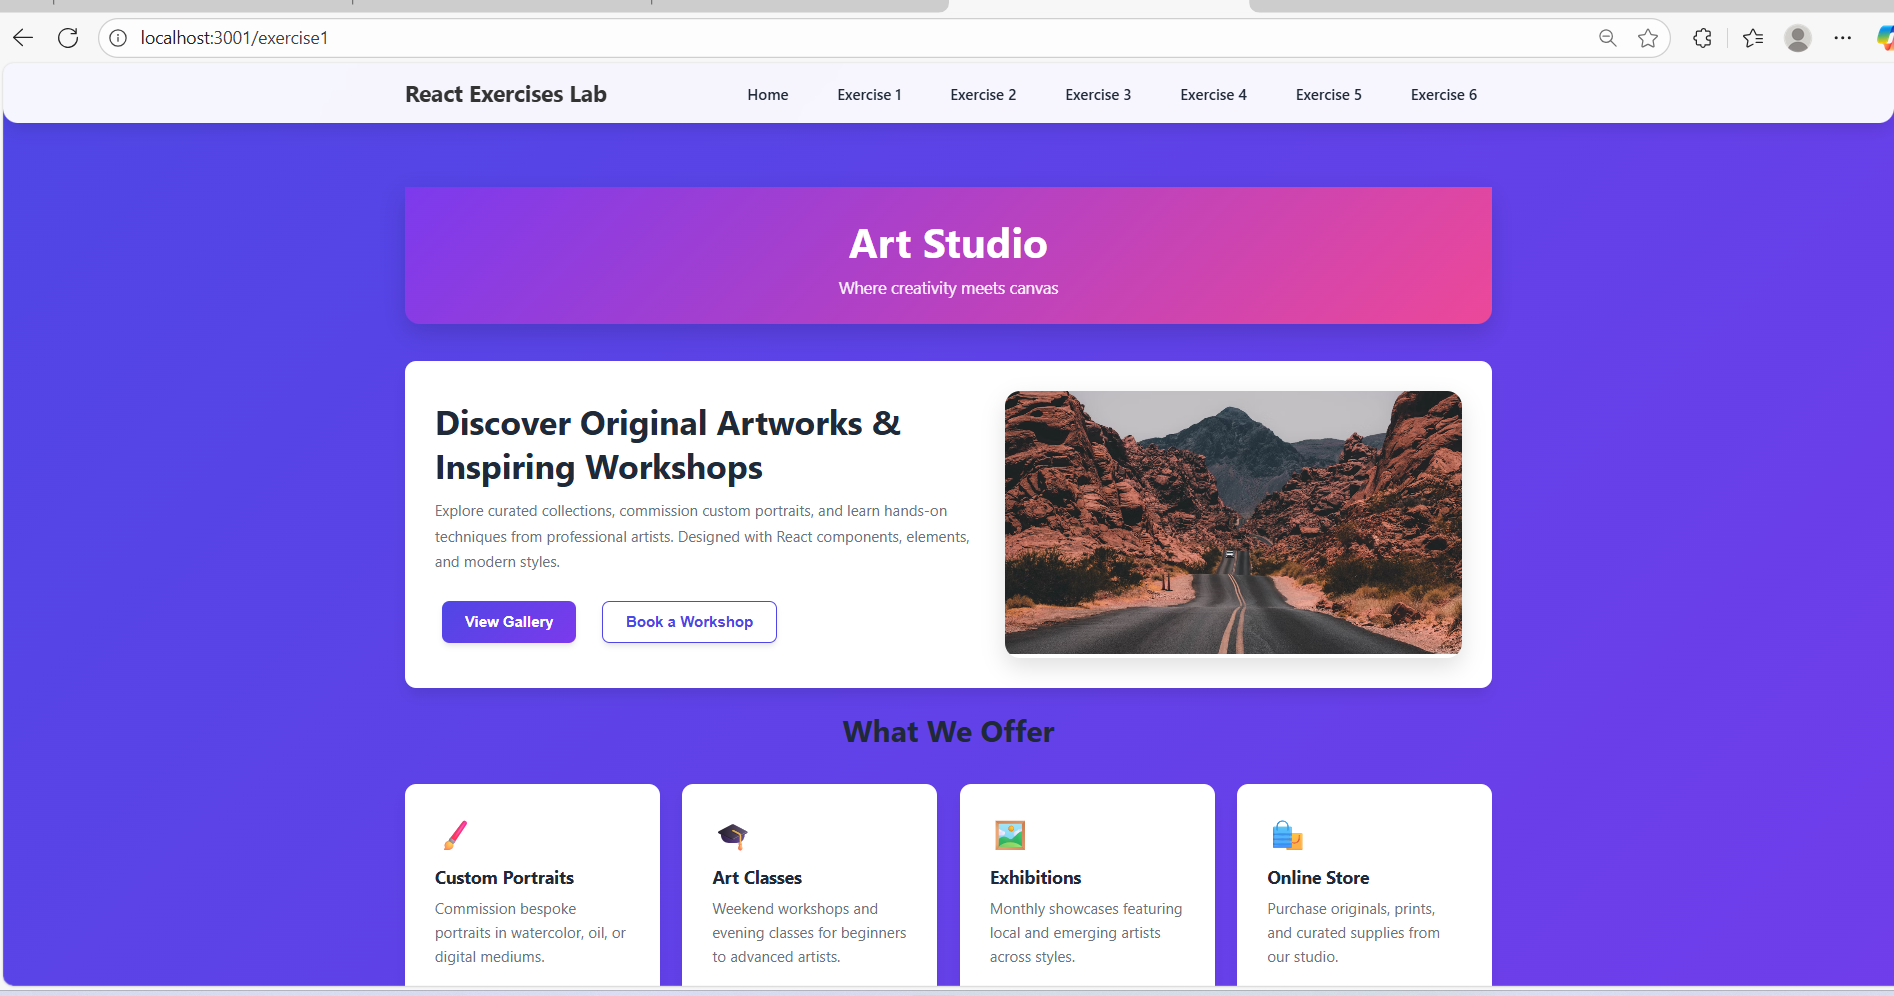 localhost:3001/exercise1
React Exercises Lab
Home
Exercise 1
Exercise 2
Exercise 3
Exercise 4
Exercise 5
Exercise 6
Art Studio
Where creativity meets canvas
Discover Original Artworks &
Inspiring Workshops
Explore curated collections, commission custom portraits, and learn hands-on
techniques from professional artists. Designed with React components, elements,
and modern styles.
View Gallery
Book a Workshop
What We Offer
Custom Portraits
Commission bespoke
portraits in watercolor, oil, or
digital mediums.
Art Classes
Weekend workshops and
evening classes for beginners
to advanced artists.
Exhibitions
Monthly showcases featuring
local and emerging artists
across styles.
Online Store
Purchase originals, prints,
and curated supplies from
our studio.